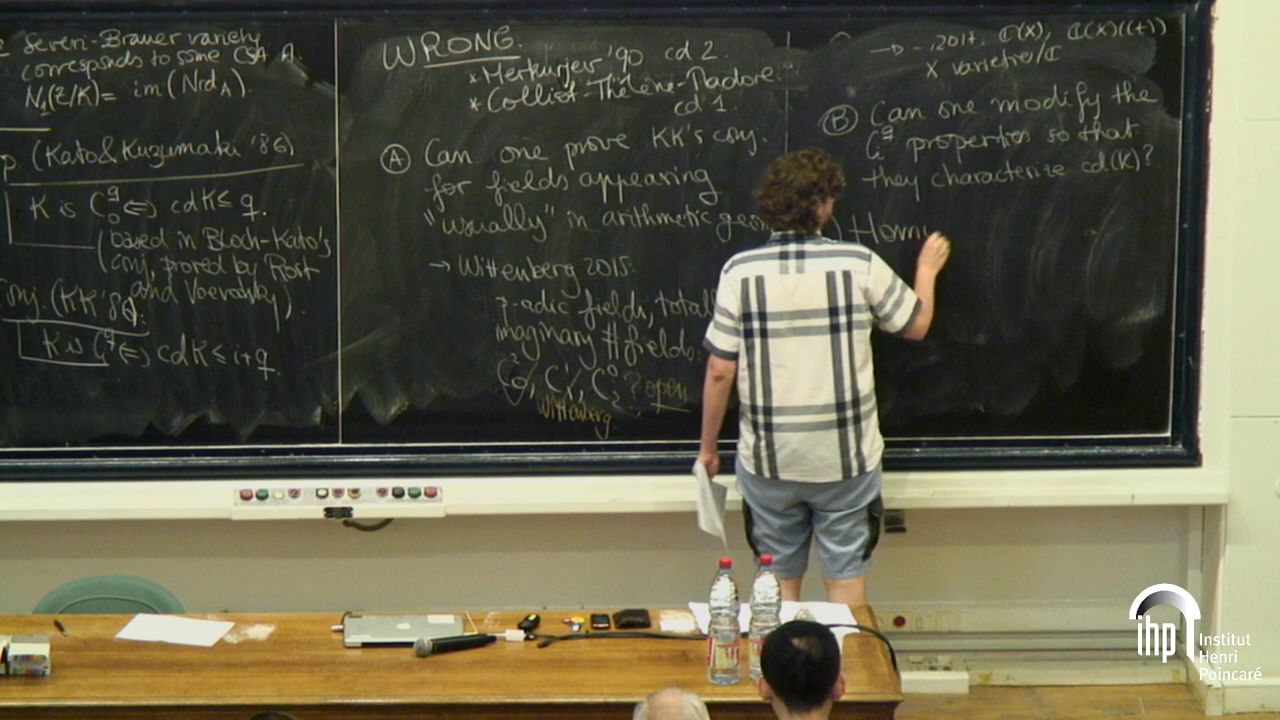 Severi-Brauer variety
corresponds to some CSA A.
N₁(Z/K) = im(Nrd_A).
p (Kato & Kuzumaki '86)
K is C₀^q ⇔ cd K ≤ q.
(based in Bloch-Kato's
conj, proved by Rost
and Voevodsky).
Conj. (KK '86):
K is C_i^q ⇔ cd K ≤ i+q.
WRONG.
* Merkurjev '90 cd 2.
* Colliot-Thélène-Madore:
cd 1.
Ⓐ Can one prove KK's conj.
for fields appearing
"usually" in arithmetic geom
→ Wittenberg 2015:
p-adic fields, total
imaginary # fields:
C₀², C₁¹, C₂⁰ ? open
Wittenberg
→ -, 2017, ℂ(X), ℂ(X)((t))
X variety/ℂ
Ⓑ Can one modify the
C_i^q properties so that
they characterize cd(K)?
) Hom
ihp Institut
Henri
Poincaré